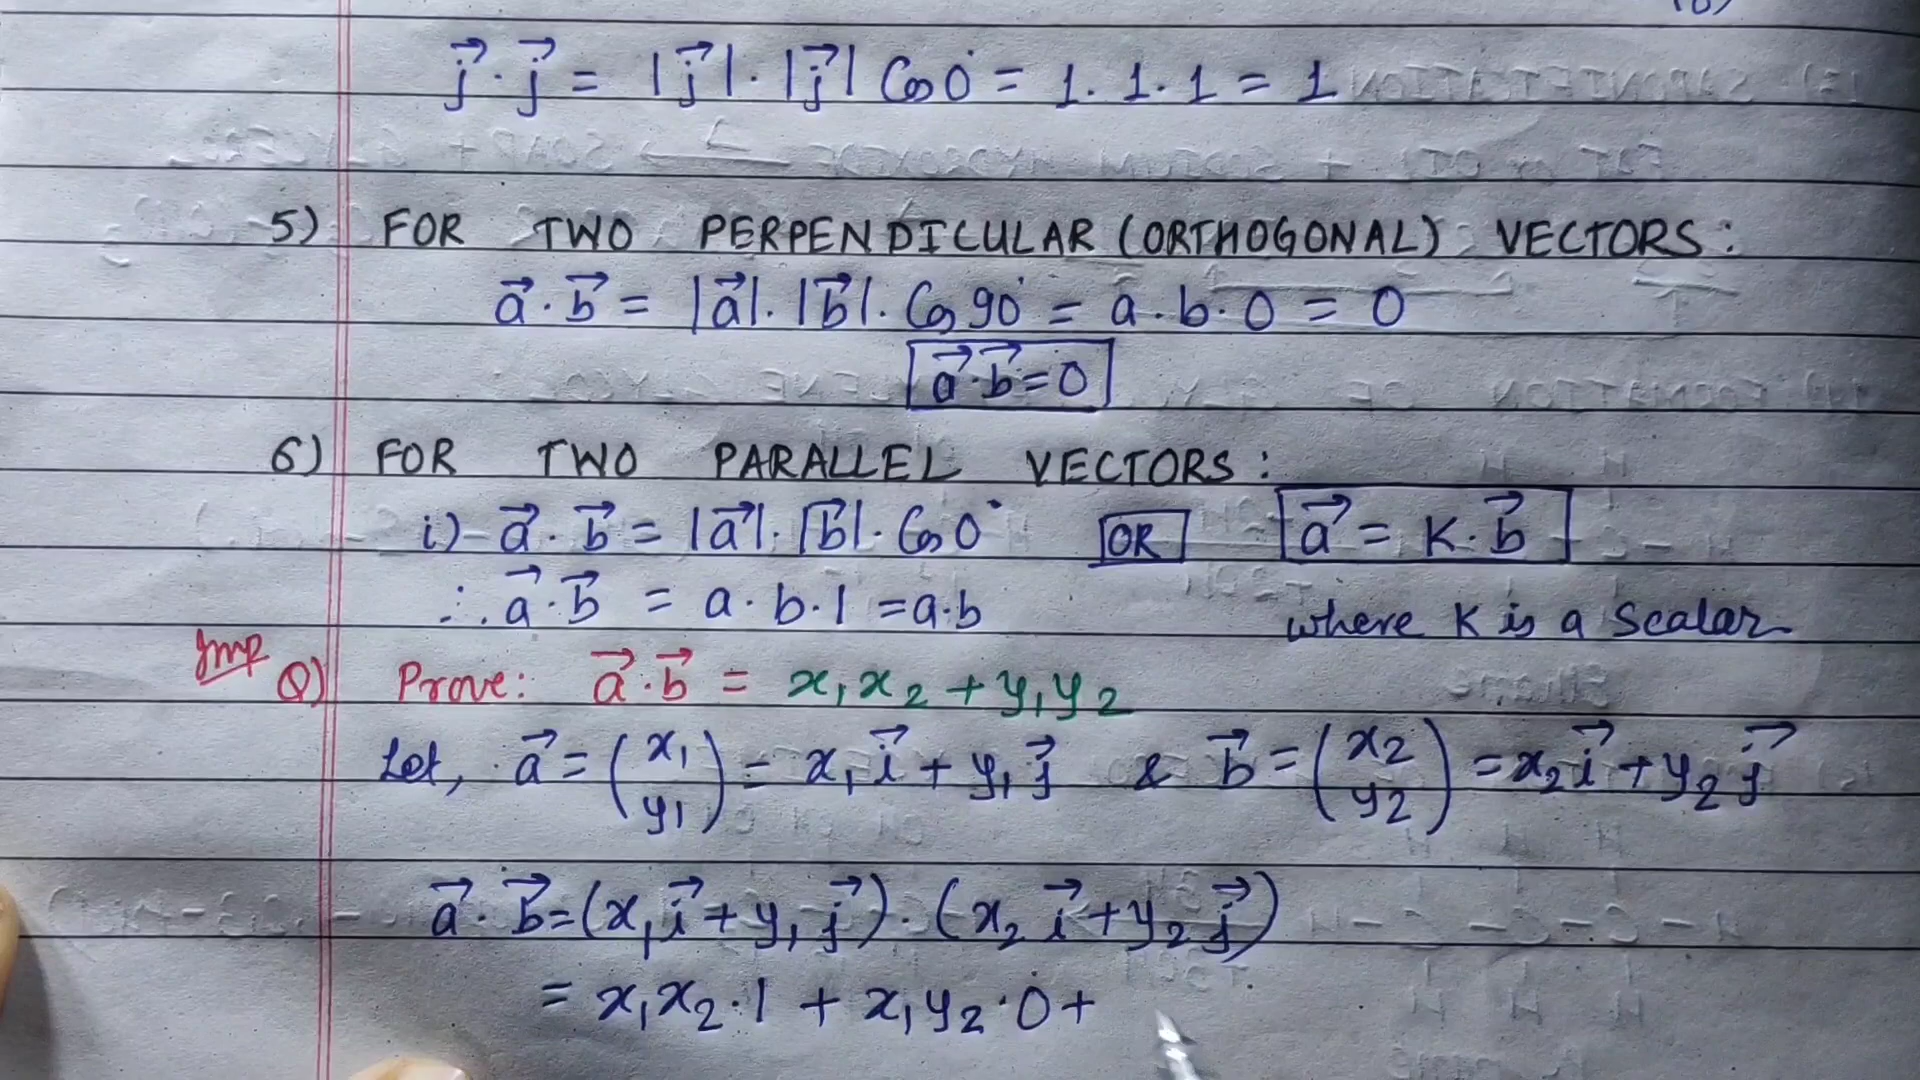 j⃗ · j⃗ = |j⃗| · |j⃗| Cos 0° = 1 . 1 . 1 = 1
5) FOR TWO PERPENDICULAR (ORTHOGONAL) VECTORS :
a⃗ · b⃗ = |a⃗| · |b⃗| · Cos 90° = a · b · 0 = 0
a⃗ · b⃗ = 0
6) FOR TWO PARALLEL VECTORS :
i) a⃗ · b⃗ = |a⃗| · |b⃗| · Cos 0° OR a⃗ = K · b⃗
∴ a⃗ · b⃗ = a · b · 1 = a · b where K is a Scalar
Imp Q) Prove : a⃗ · b⃗ = x₁x₂ + y₁y₂
Let, a⃗ = (x₁ y₁) = x₁ i⃗ + y₁ j⃗ & b⃗ = (x₂ y₂) = x₂ i⃗ + y₂ j⃗
a⃗ · b⃗ = (x₁ i⃗ + y₁ j⃗) · (x₂ i⃗ + y₂ j⃗)
= x₁x₂ · 1 + x₁y₂ · 0 +